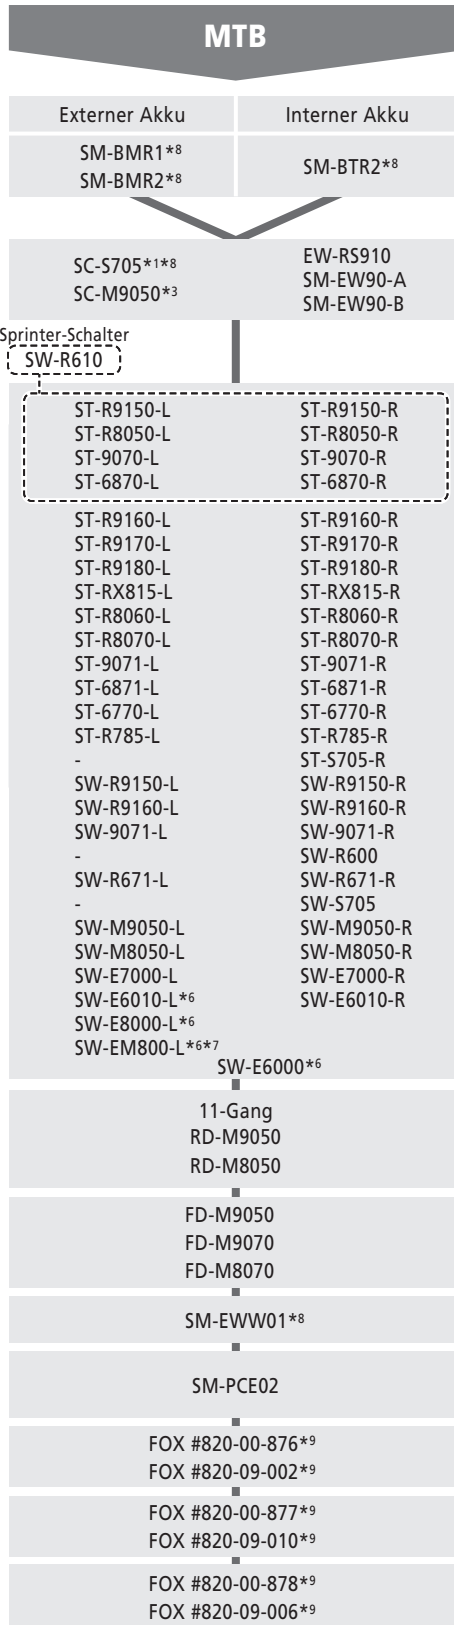 MTB
Externer Akku Interner Akku
SM-BMR1*8
SM-BMR2*8
SM-BTR2*8
SC-S705*1*8
SC-M9050*3
EW-RS910
SM-EW90-A
SM-EW90-B
Sprinter-Schalter
SW-R610
ST-R9150-L ST-R9150-R
ST-R8050-L ST-R8050-R
ST-9070-L ST-9070-R
ST-6870-L ST-6870-R
ST-R9160-L ST-R9160-R
ST-R9170-L ST-R9170-R
ST-R9180-L ST-R9180-R
ST-RX815-L ST-RX815-R
ST-R8060-L ST-R8060-R
ST-R8070-L ST-R8070-R
ST-9071-L ST-9071-R
ST-6871-L ST-6871-R
ST-6770-L ST-6770-R
ST-R785-L ST-R785-R
- ST-S705-R
SW-R9150-L SW-R9150-R
SW-R9160-L SW-R9160-R
SW-9071-L SW-9071-R
- SW-R600
SW-R671-L SW-R671-R
- SW-S705
SW-M9050-L SW-M9050-R
SW-M8050-L SW-M8050-R
SW-E7000-L SW-E7000-R
SW-E6010-L*6 SW-E6010-R
SW-E8000-L*6
SW-EM800-L*6*7
SW-E6000*6
11-Gang
RD-M9050
RD-M8050
FD-M9050
FD-M9070
FD-M8070
SM-EWW01*8
SM-PCE02
FOX #820-00-876*9
FOX #820-09-002*9
FOX #820-00-877*9
FOX #820-09-010*9
FOX #820-00-878*9
FOX #820-09-006*9